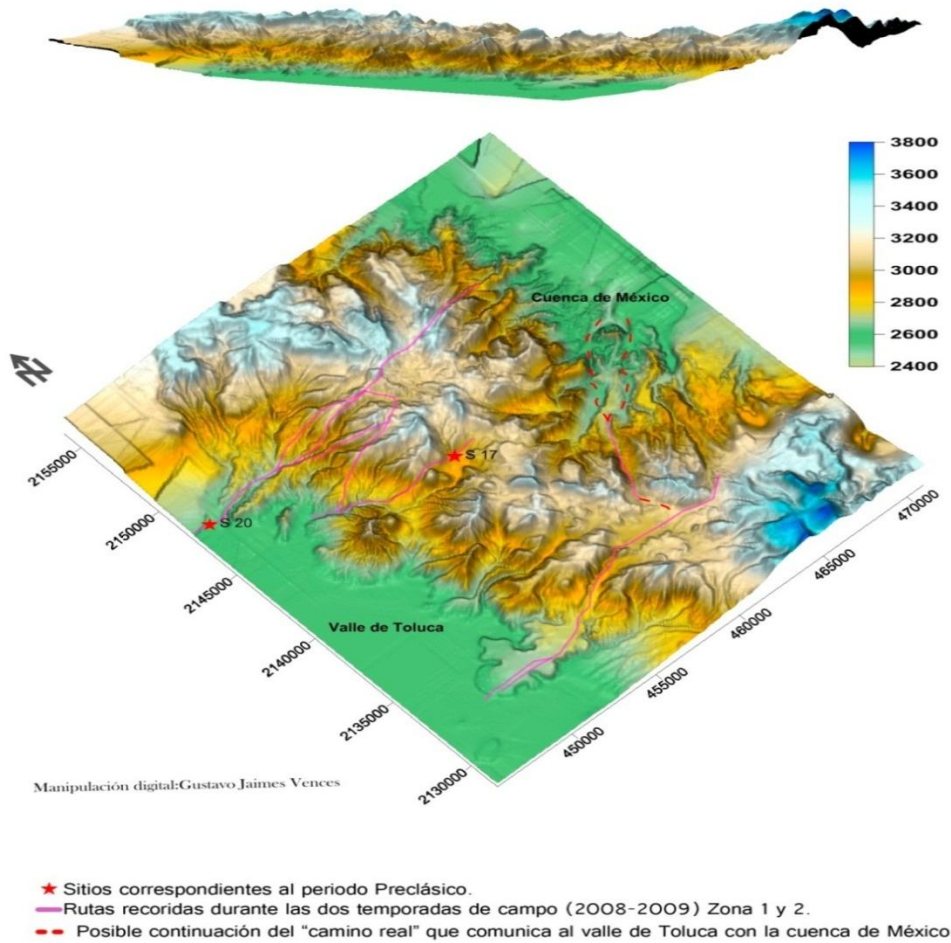 3800
3600
3400
3200
3000
2800
2600
2400
Cuenca de México
N
S 17
S 20
Valle de Toluca
2155000
2150000
2145000
2140000
2135000
2130000
450000
455000
460000
465000
470000
Manipulación digital:Gustavo Jaimes Vences
Sitios correspondientes al periodo Preclásico.
Rutas recoridas durante las dos temporadas de campo (2008-2009) Zona 1 y 2.
Posible continuación del "camino real" que comunica al valle de Toluca con la cuenca de México